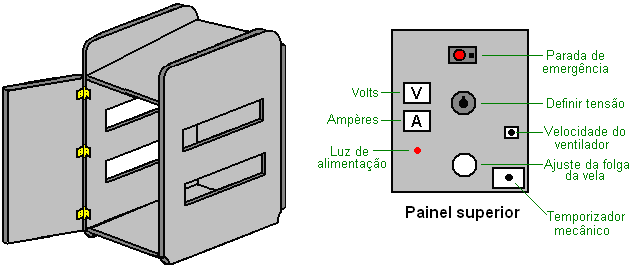 Parada de
emergência
Volts
V
Definir tensão
Ampères
A
Velocidade do
ventilador
Luz de
alimentação
Ajuste da folga
da vela
Painel superior
Temporizador
mecânico